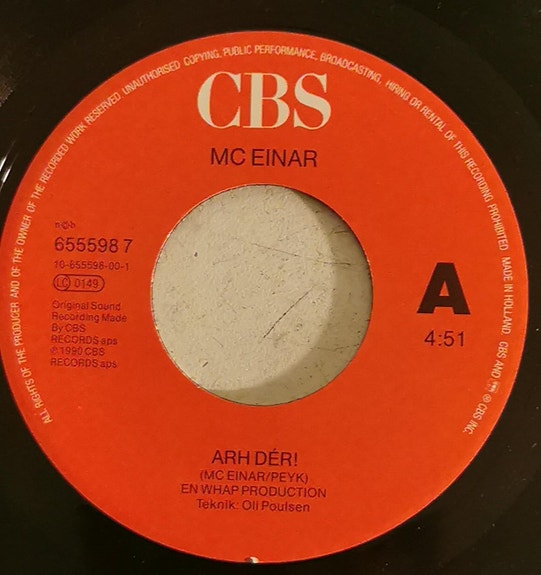 ALL RIGHTS OF THE PRODUCER AND OF THE OWNER OF THE RECORDED WORK RESERVED UNAUTHORISED COPYING, PUBLIC PERFORMANCE, BROADCASTING, HIRING OR RENTAL OF THIS RECORDING PROHIBITED MADE IN HOLLAND. CBS AND ® CBS INC.
CBS
MC EINAR
n©b
655598 7
10-655598-00-1
LC 0149
Original Sound
Recording Made
By CBS
RECORDS aps
℗ 1990 CBS
RECORDS aps
A
4:51
ARH DÉR!
(MC EINAR/PEYK)
EN WHAP PRODUCTION
Teknik: Oli Poulsen